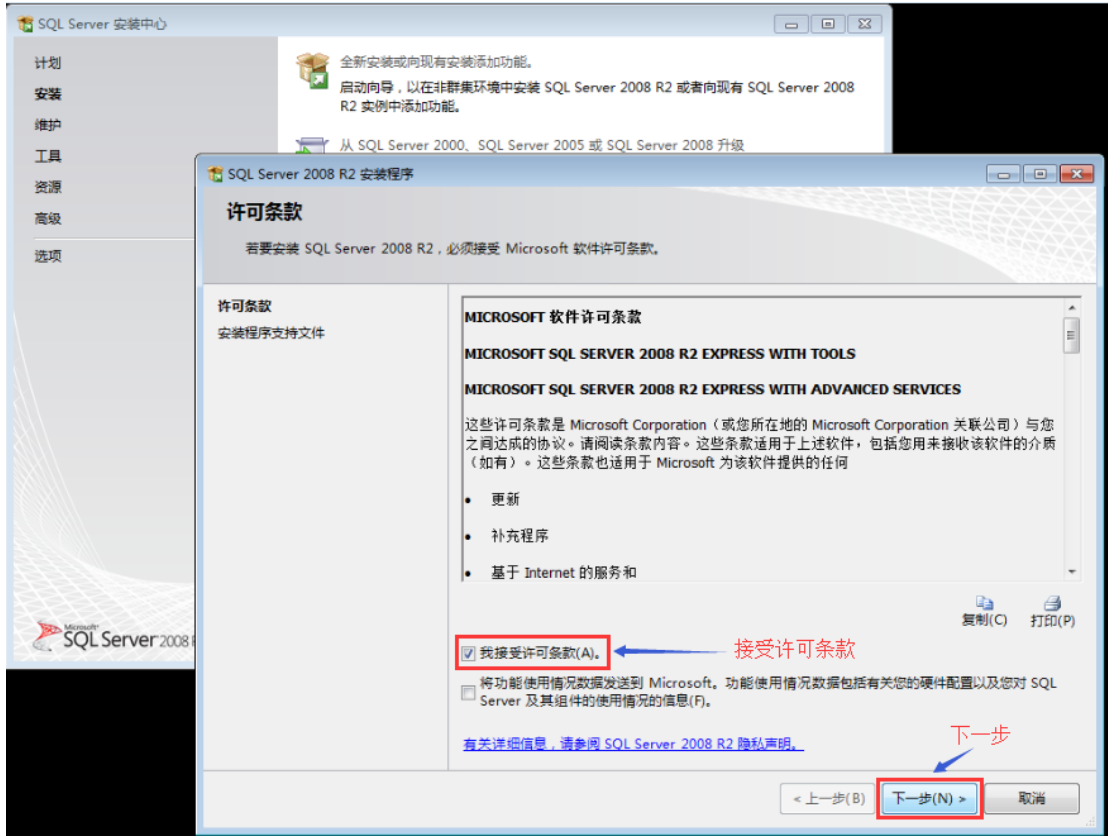 SQL Server 安装中心
计划
安装
维护
工具
资源
高级
选项
全新安装或向现有安装添加功能。
启动向导，以在非群集环境中安装 SQL Server 2008 R2 或者向现有 SQL Server 2008
R2 实例中添加功能。
从 SQL Server 2000、SQL Server 2005 或 SQL Server 2008 升级
Microsoft
SQL Server 2008
SQL Server 2008 R2 安装程序
许可条款
若要安装 SQL Server 2008 R2，必须接受 Microsoft 软件许可条款。
许可条款
安装程序支持文件
MICROSOFT 软件许可条款
MICROSOFT SQL SERVER 2008 R2 EXPRESS WITH TOOLS
MICROSOFT SQL SERVER 2008 R2 EXPRESS WITH ADVANCED SERVICES
这些许可条款是 Microsoft Corporation（或您所在地的 Microsoft Corporation 关联公司）与您
之间达成的协议。请阅读条款内容。这些条款适用于上述软件，包括您用来接收该软件的介质
（如有）。这些条款也适用于 Microsoft 为该软件提供的任何
• 更新
• 补充程序
• 基于 Internet 的服务和
复制(C) 打印(P)
我接受许可条款(A)。
接受许可条款
将功能使用情况数据发送到 Microsoft。功能使用情况数据包括有关您的硬件配置以及您对 SQL
Server 及其组件的使用情况的信息(F)。
有关详细信息，请参阅 SQL Server 2008 R2 隐私声明。
下一步
< 上一步(B) 下一步(N) > 取消